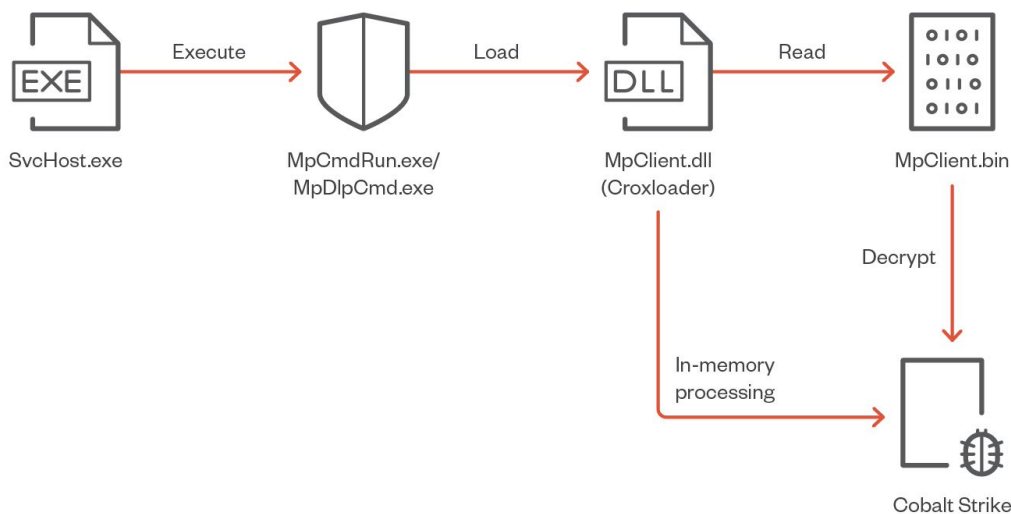 Execute
Load
Read
EXE
DLL
0101
1010
0110
0101
SvcHost.exe
MpCmdRun.exe/
MpDlpCmd.exe
MpClient.dll
(Croxloader)
MpClient.bin
Decrypt
In-memory
processing
Cobalt Strike